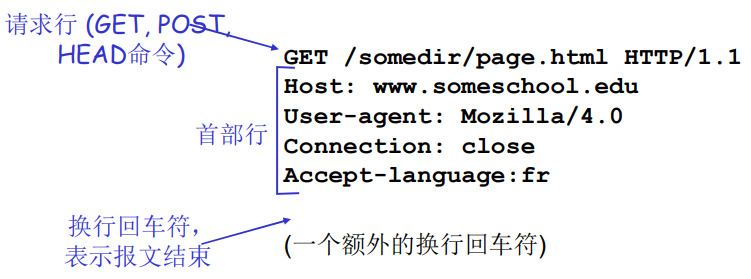 请求行 (GET, POST,
HEAD命令)
GET /somedir/page.html HTTP/1.1
Host: www.someschool.edu
User-agent: Mozilla/4.0
Connection: close
Accept-language:fr
首部行
换行回车符，
表示报文结束
(一个额外的换行回车符)